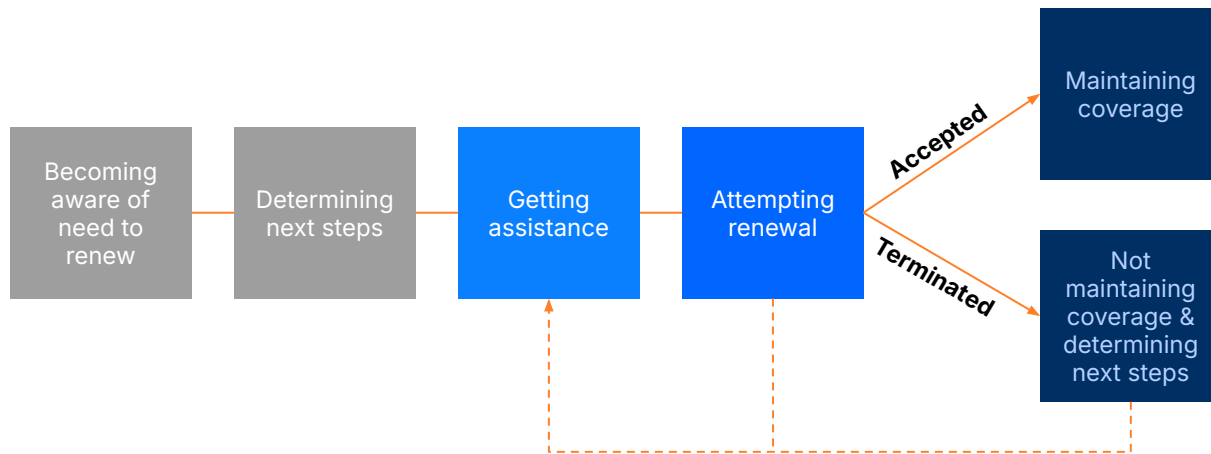 Becoming
aware of
need to
renew
Determining
next steps
Getting
assistance
Attempting
renewal
Accepted
Terminated
Maintaining
coverage
Not
maintaining
coverage &
determining
next steps